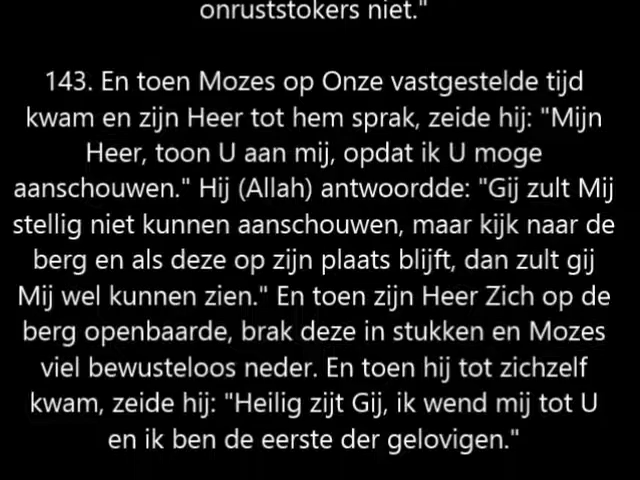 onruststokers niet."
143. En toen Mozes op Onze vastgestelde tijd
kwam en zijn Heer tot hem sprak, zeide hij: "Mijn
Heer, toon U aan mij, opdat ik U moge
aanschouwen." Hij (Allah) antwoordde: "Gij zult Mij
stellig niet kunnen aanschouwen, maar kijk naar de
berg en als deze op zijn plaats blijft, dan zult gij
Mij wel kunnen zien." En toen zijn Heer Zich op de
berg openbaarde, brak deze in stukken en Mozes
viel bewusteloos neder. En toen hij tot zichzelf
kwam, zeide hij: "Heilig zijt Gij, ik wend mij tot U
en ik ben de eerste der gelovigen."